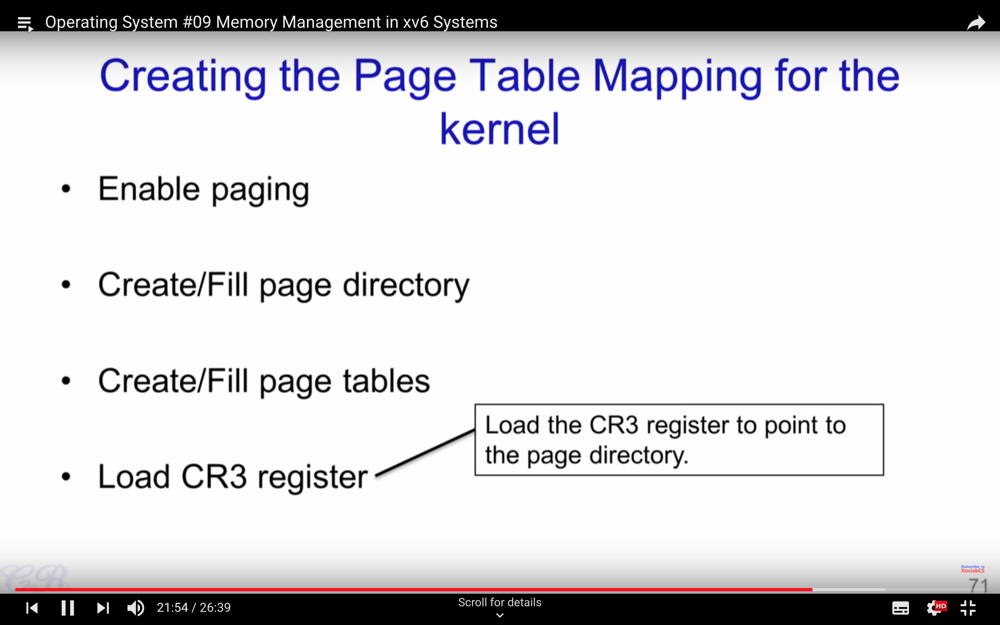 Operating System #09 Memory Management in xv6 Systems
Creating the Page Table Mapping for the
kernel
• Enable paging
• Create/Fill page directory
• Create/Fill page tables
Load the CR3 register to point to
the page directory.
• Load CR3 register
Subscribe to
XoviabCS
71
21:54 / 26:39
Scroll for details
HD